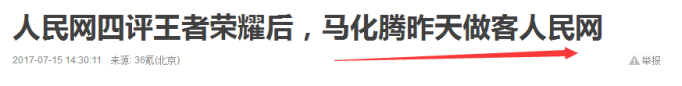 人民网四评王者荣耀后，马化腾昨天做客人民网
2017-07-15 14:30:11 来源: 36氪(北京) 举报